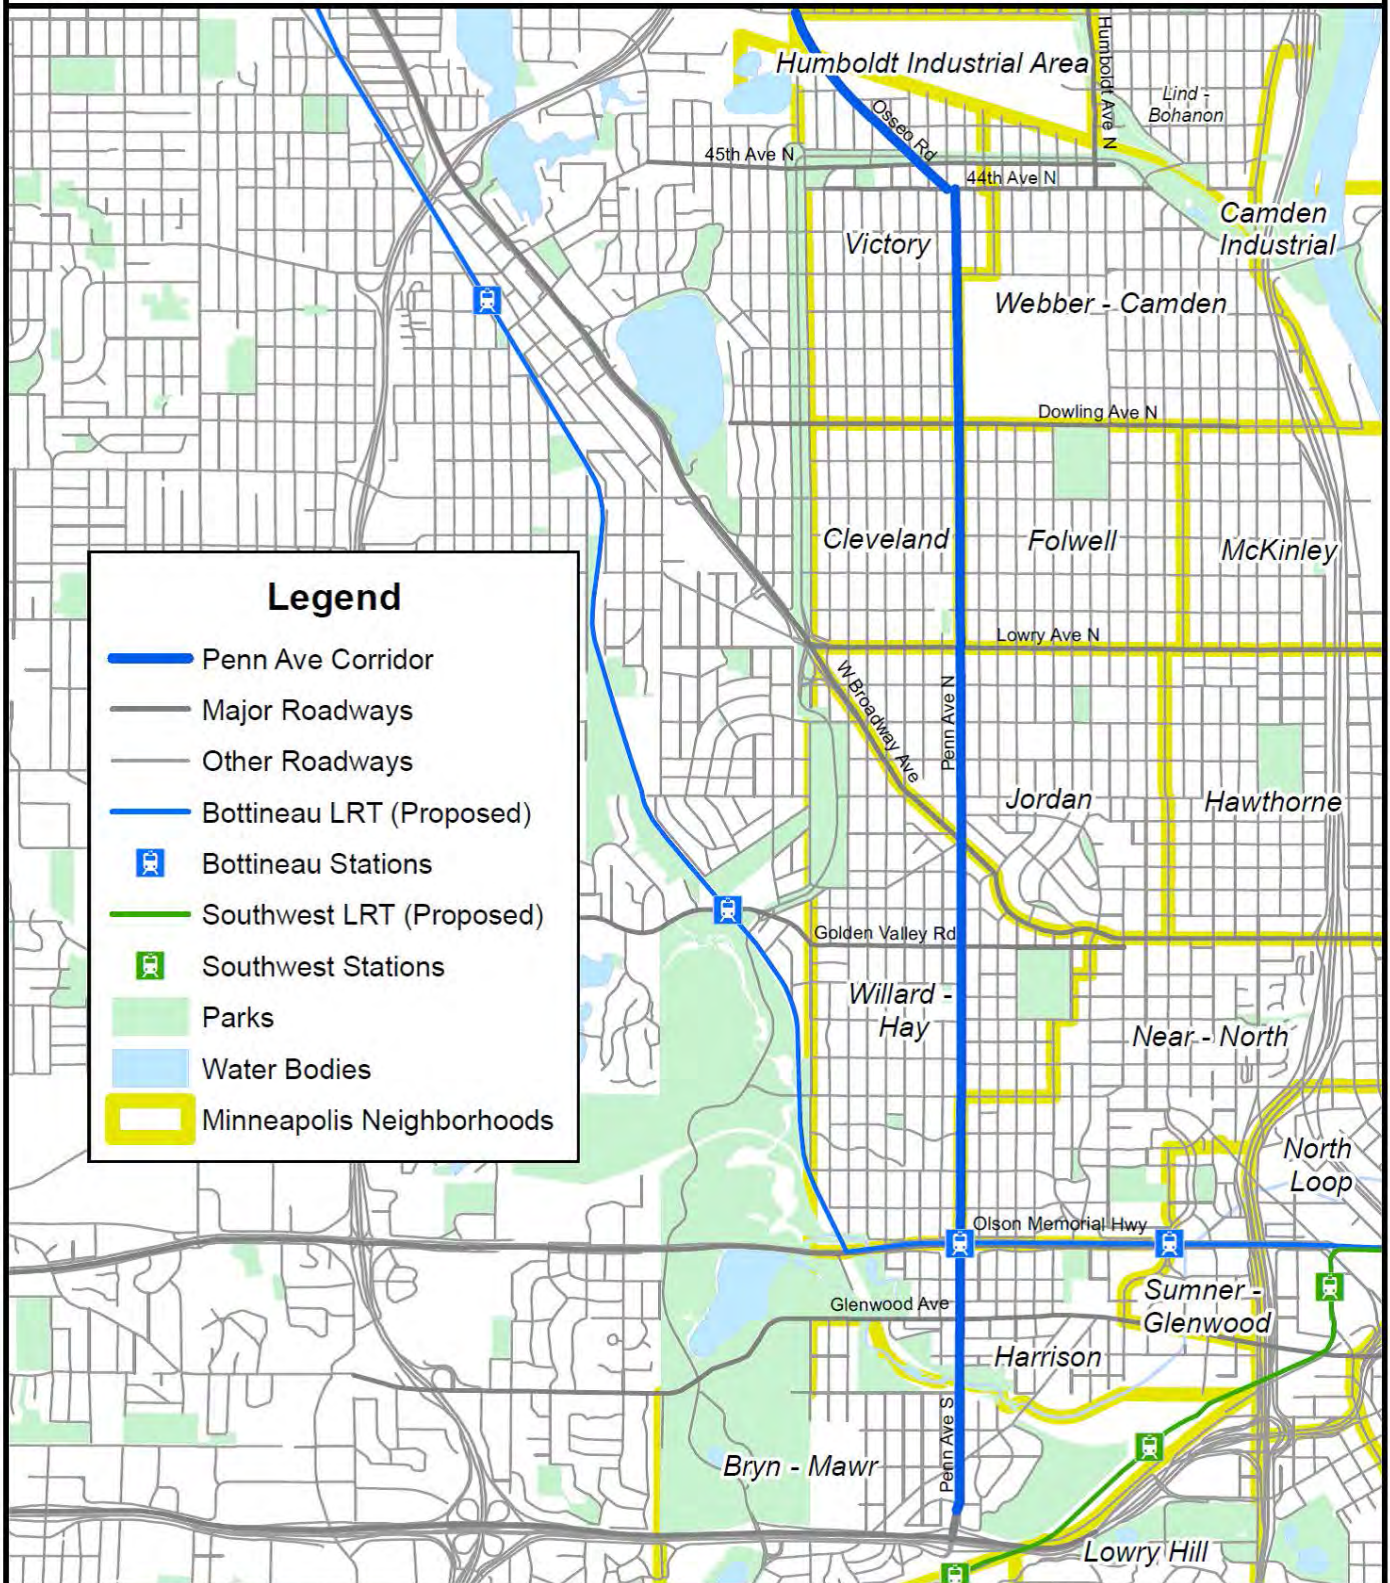 Humboldt Industrial Area
Humboldt Ave N
Lind -
Bohanon
Osseo Rd
45th Ave N
44th Ave N
Camden
Industrial
Victory
Webber - Camden
Dowling Ave N
Cleveland
Folwell
McKinley
Lowry Ave N
W Broadway Ave
Penn Ave N
Jordan
Hawthorne
Golden Valley Rd
Willard -
Hay
Near - North
North
Loop
Olson Memorial Hwy
Sumner -
Glenwood
Glenwood Ave
Harrison
Penn Ave S
Bryn - Mawr
Lowry Hill
Legend
Penn Ave Corridor
Major Roadways
Other Roadways
Bottineau LRT (Proposed)
Bottineau Stations
Southwest LRT (Proposed)
Southwest Stations
Parks
Water Bodies
Minneapolis Neighborhoods